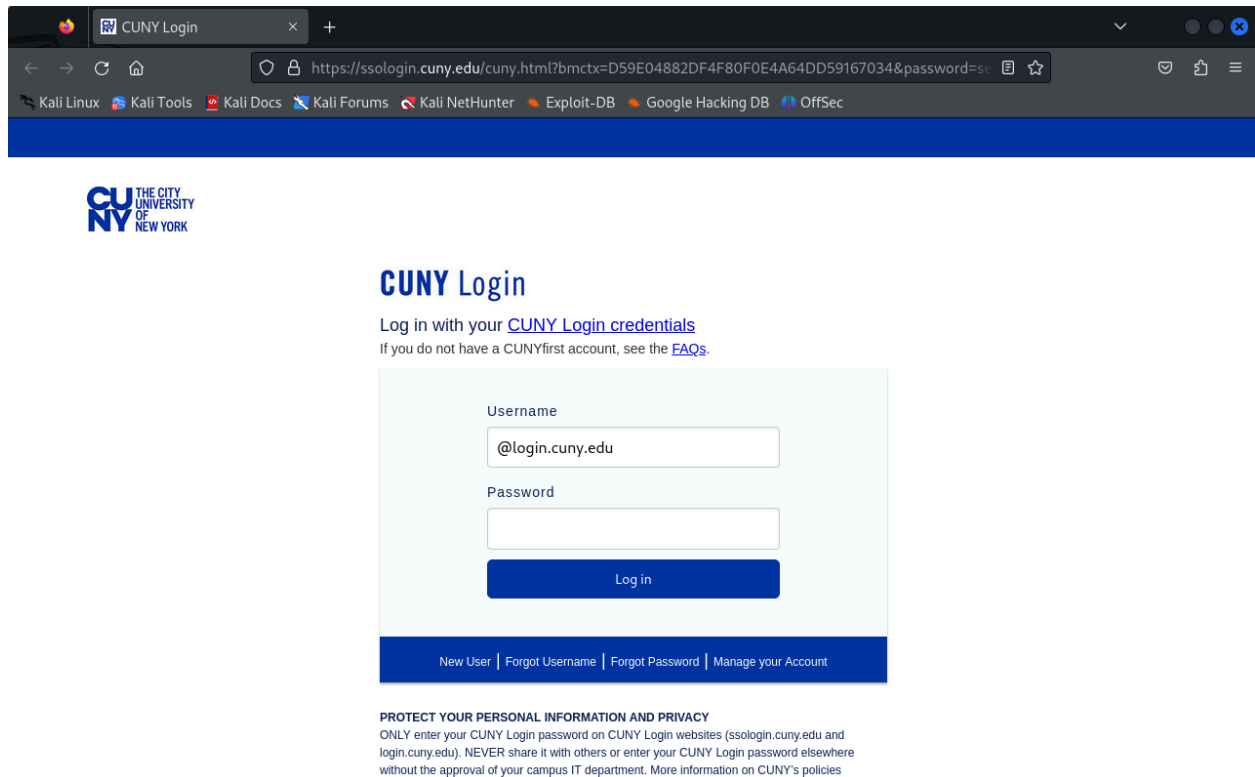 CUNY Login
https://ssologin.cuny.edu/cuny.html?bmctx=D59E04882DF4F80F0E4A64DD59167034&password=se
Kali Linux Kali Tools Kali Docs Kali Forums Kali NetHunter Exploit-DB Google Hacking DB OffSec
CUNY THE CITY
UNIVERSITY
OF
NEW YORK
CUNY Login
Log in with your CUNY Login credentials
If you do not have a CUNYfirst account, see the FAQs.
Username
@login.cuny.edu
Password
Log in
New User | Forgot Username | Forgot Password | Manage your Account
PROTECT YOUR PERSONAL INFORMATION AND PRIVACY
ONLY enter your CUNY Login password on CUNY Login websites (ssologin.cuny.edu and
login.cuny.edu). NEVER share it with others or enter your CUNY Login password elsewhere
without the approval of your campus IT department. More information on CUNY's policies